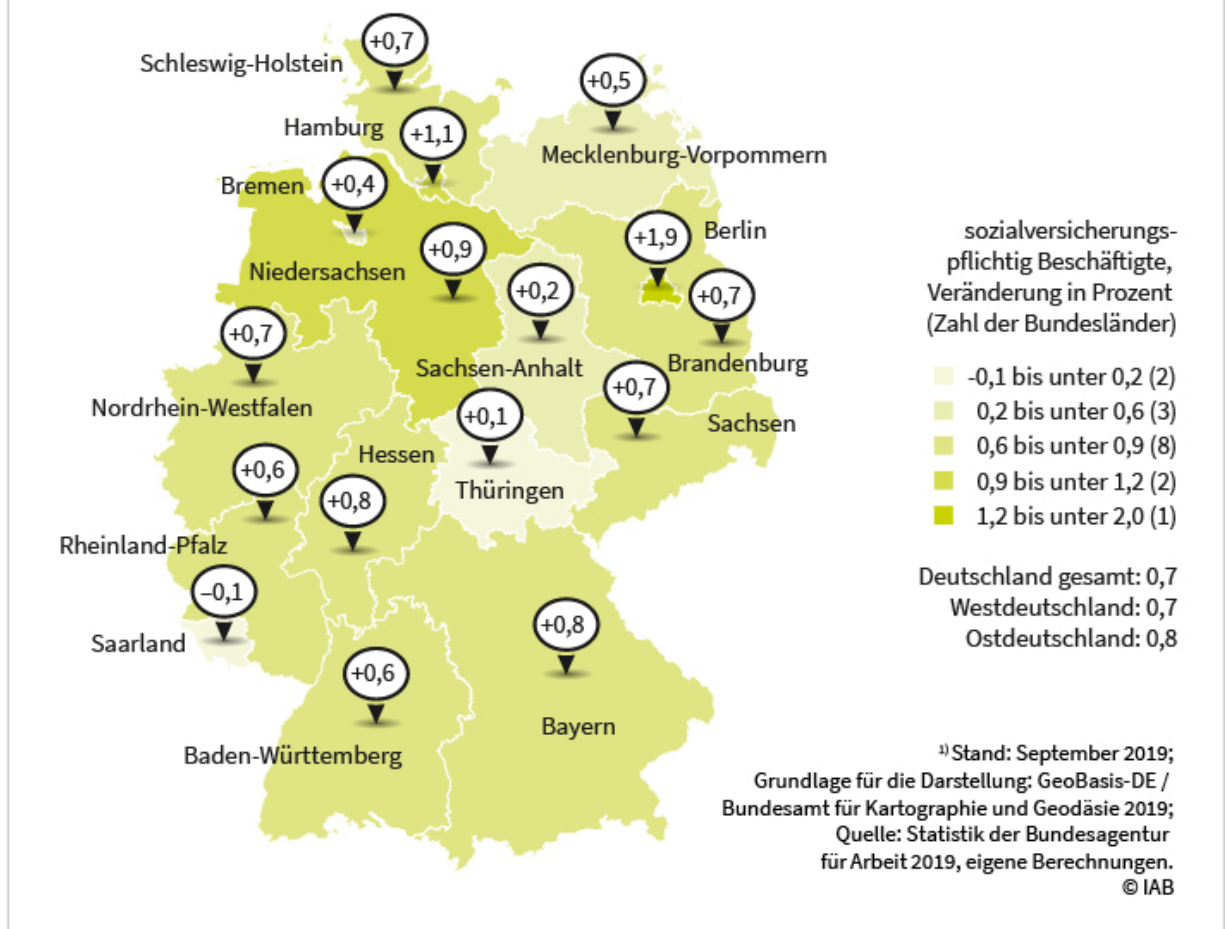 +0,7
Schleswig-Holstein
+0,5
Hamburg
+1,1
Mecklenburg-Vorpommern
Bremen
+0,4
+1,9
Berlin
+0,9
Niedersachsen
+0,2
+0,7
+0,7
Sachsen-Anhalt
Brandenburg
+0,7
Nordrhein-Westfalen
+0,1
Sachsen
Hessen
+0,6
Thüringen
+0,8
Rheinland-Pfalz
–0,1
Saarland
+0,8
+0,6
Bayern
Baden-Württemberg
sozialversicherungs-
pflichtig Beschäftigte,
Veränderung in Prozent
(Zahl der Bundesländer)
-0,1 bis unter 0,2 (2)
0,2 bis unter 0,6 (3)
0,6 bis unter 0,9 (8)
0,9 bis unter 1,2 (2)
1,2 bis unter 2,0 (1)
Deutschland gesamt: 0,7
Westdeutschland: 0,7
Ostdeutschland: 0,8
¹⁾ Stand: September 2019;
Grundlage für die Darstellung: GeoBasis-DE /
Bundesamt für Kartographie und Geodäsie 2019;
Quelle: Statistik der Bundesagentur
für Arbeit 2019, eigene Berechnungen.
© IAB